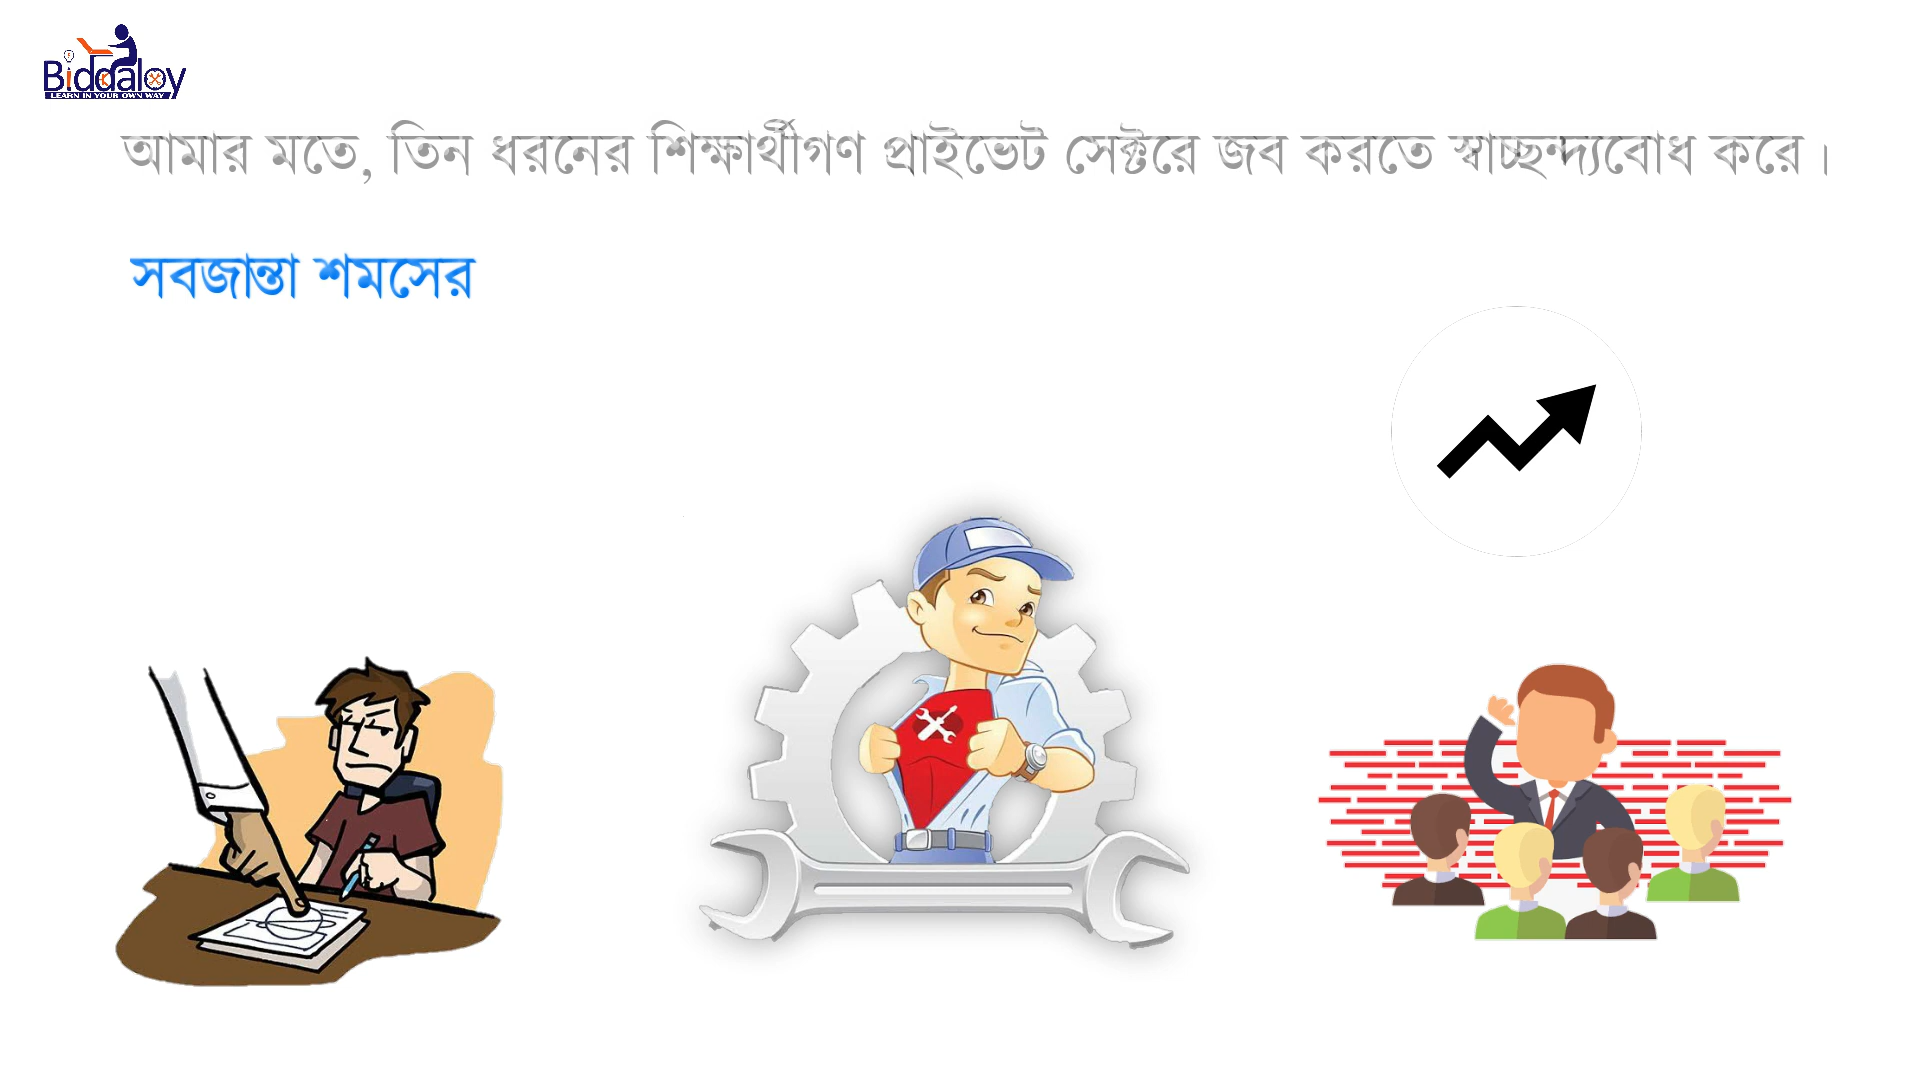 Biddaloy
LEARN IN YOUR OWN WAY
আমার মতে, তিন ধরনের শিক্ষার্থীগণ প্রাইভেট সেক্টরে জব করতে স্বাচ্ছন্দ্যবোধ করে।
সবজান্তা শমসের